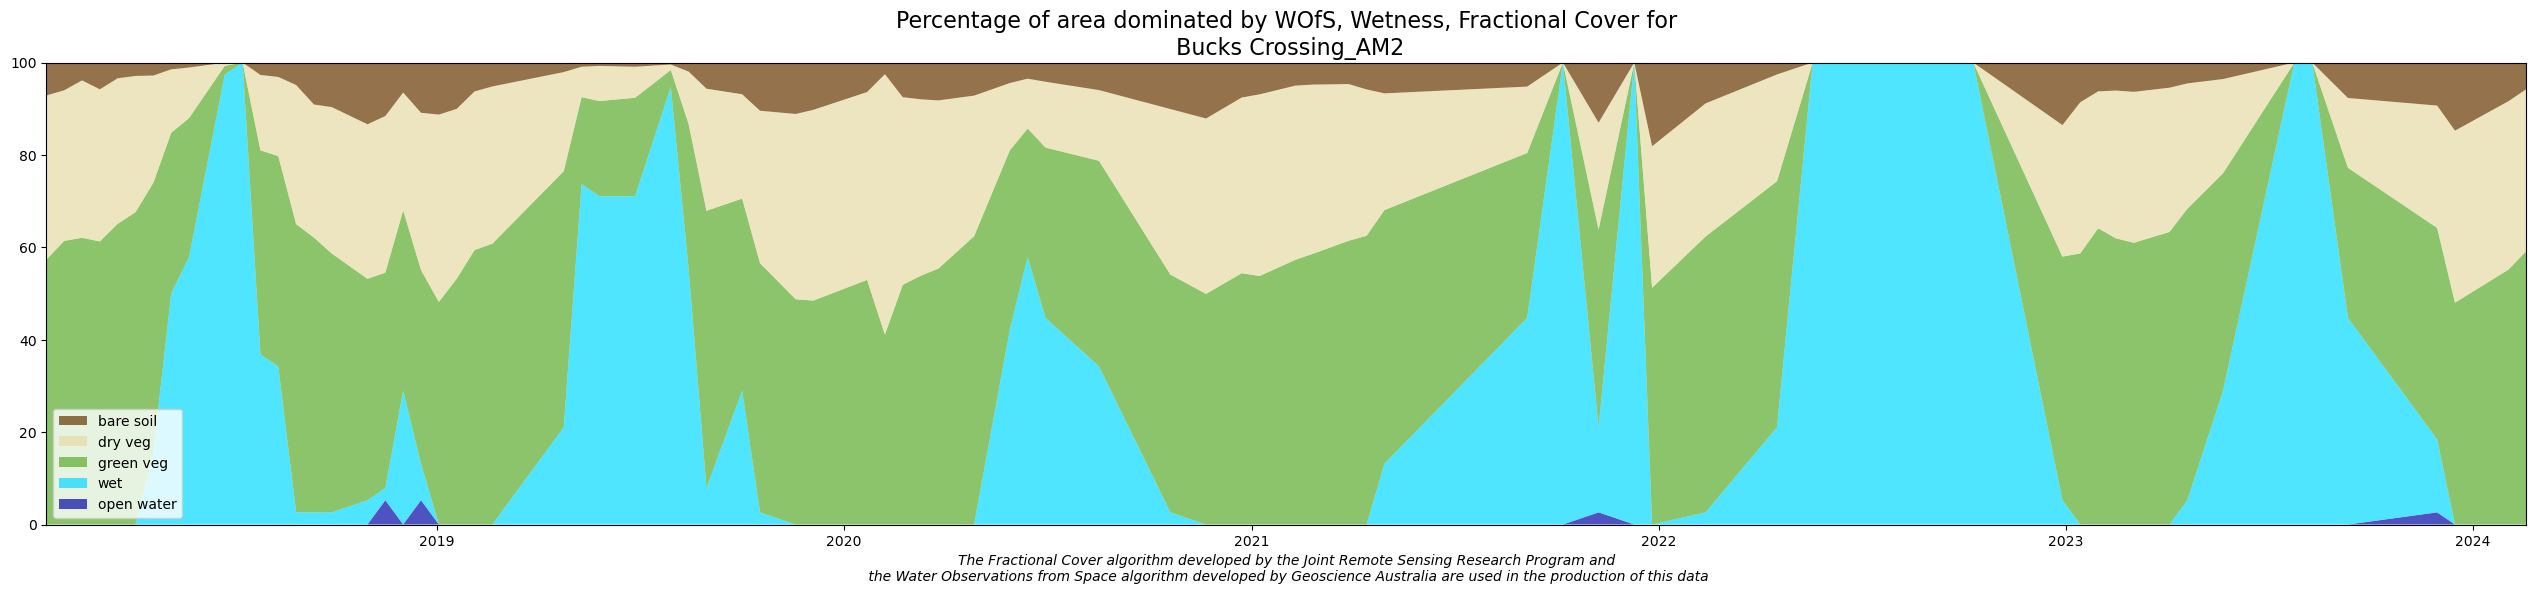 Percentage of area dominated by WOfS, Wetness, Fractional Cover for
Bucks Crossing_AM2
100
80
60
40
20
0
bare soil
dry veg
green veg
wet
open water
2019 2020 2021 2022 2023 2024
The Fractional Cover algorithm developed by the Joint Remote Sensing Research Program and
the Water Observations from Space algorithm developed by Geoscience Australia are used in the production of this data